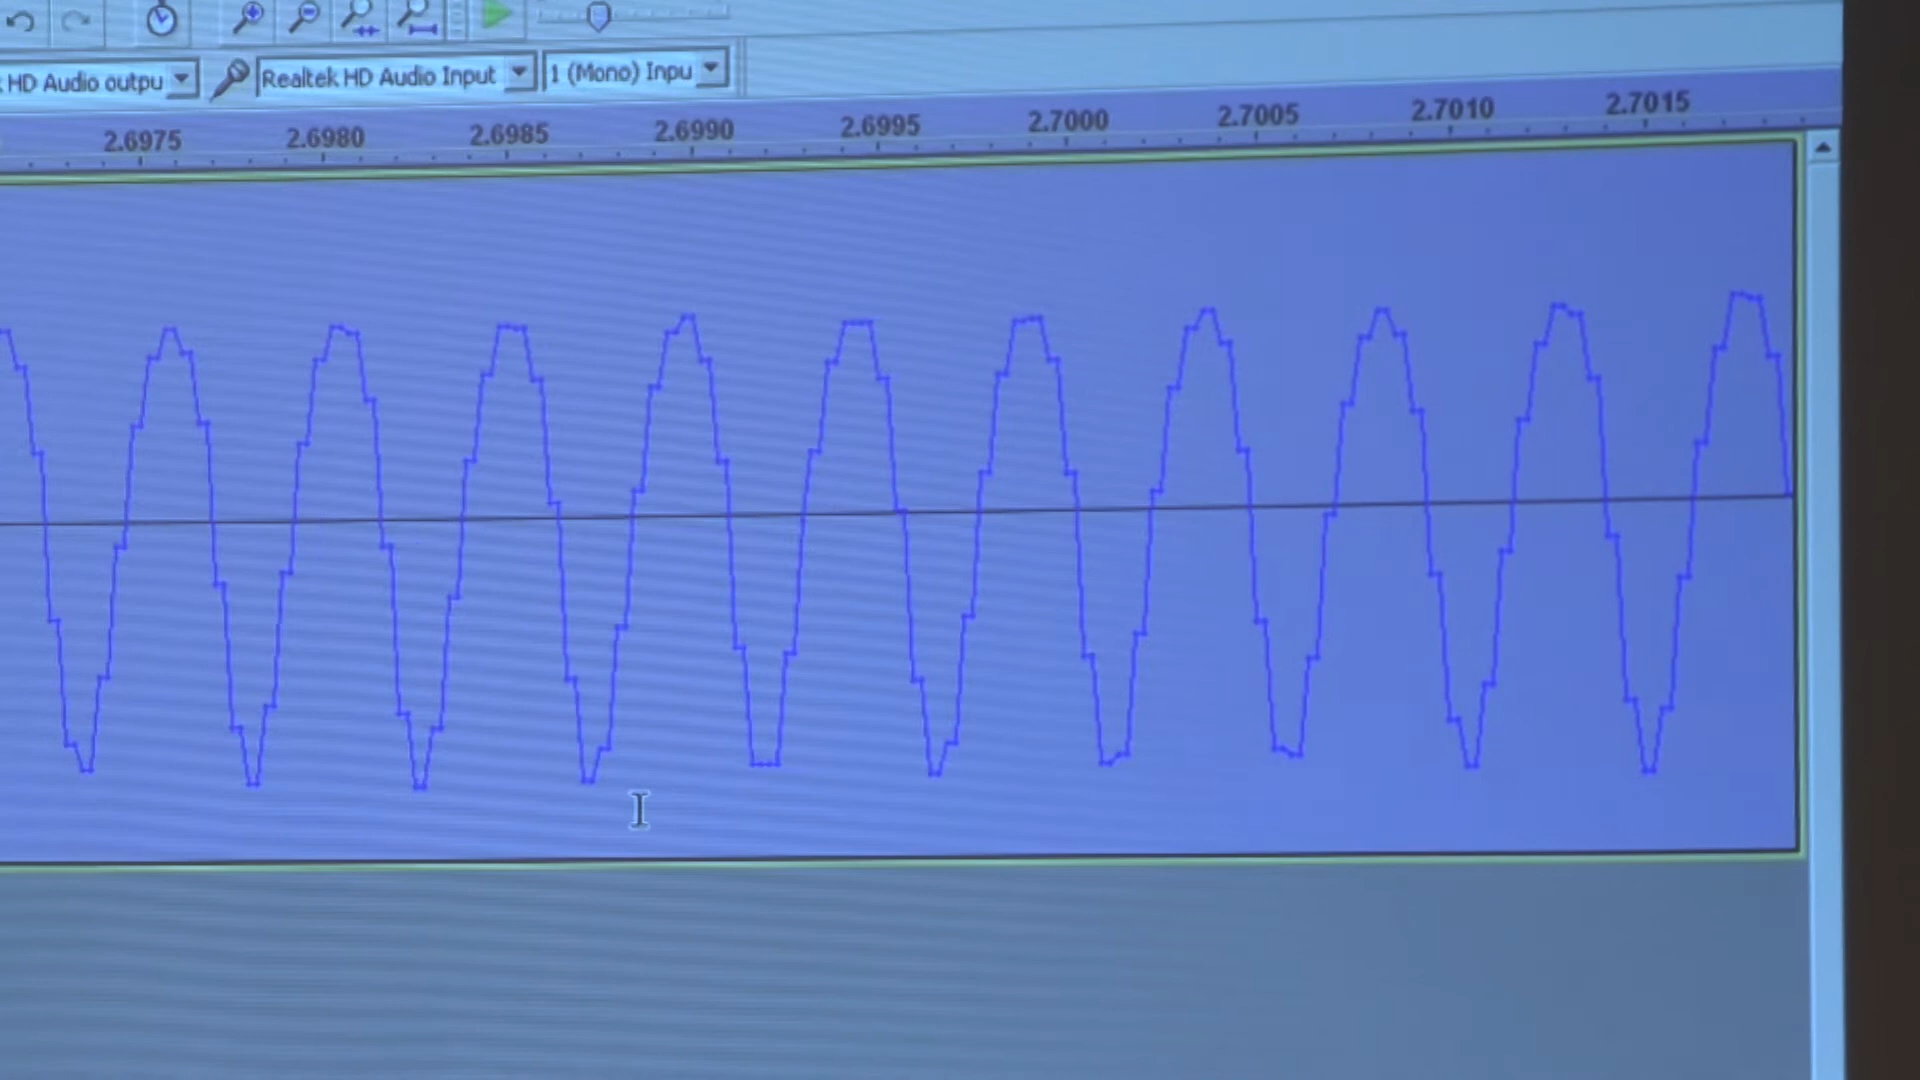 HD Audio outpu Realtek HD Audio Input 1 (Mono) Inpu
2.6975 2.6980 2.6985 2.6990 2.6995 2.7000 2.7005 2.7010 2.7015